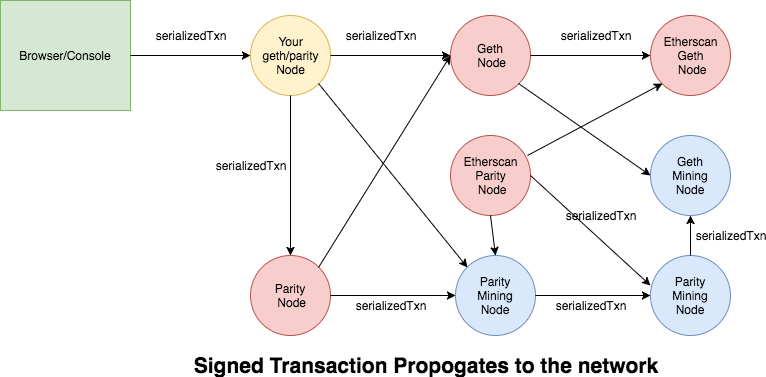 Browser/Console
serializedTxn
Your
geth/parity
Node
serializedTxn
Geth
Node
serializedTxn
Etherscan
Geth
Node
serializedTxn
Etherscan
Parity
Node
Geth
Mining
Node
serializedTxn
serializedTxn
Parity
Node
serializedTxn
Parity
Mining
Node
serializedTxn
Parity
Mining
Node
Signed Transaction Propogates to the network